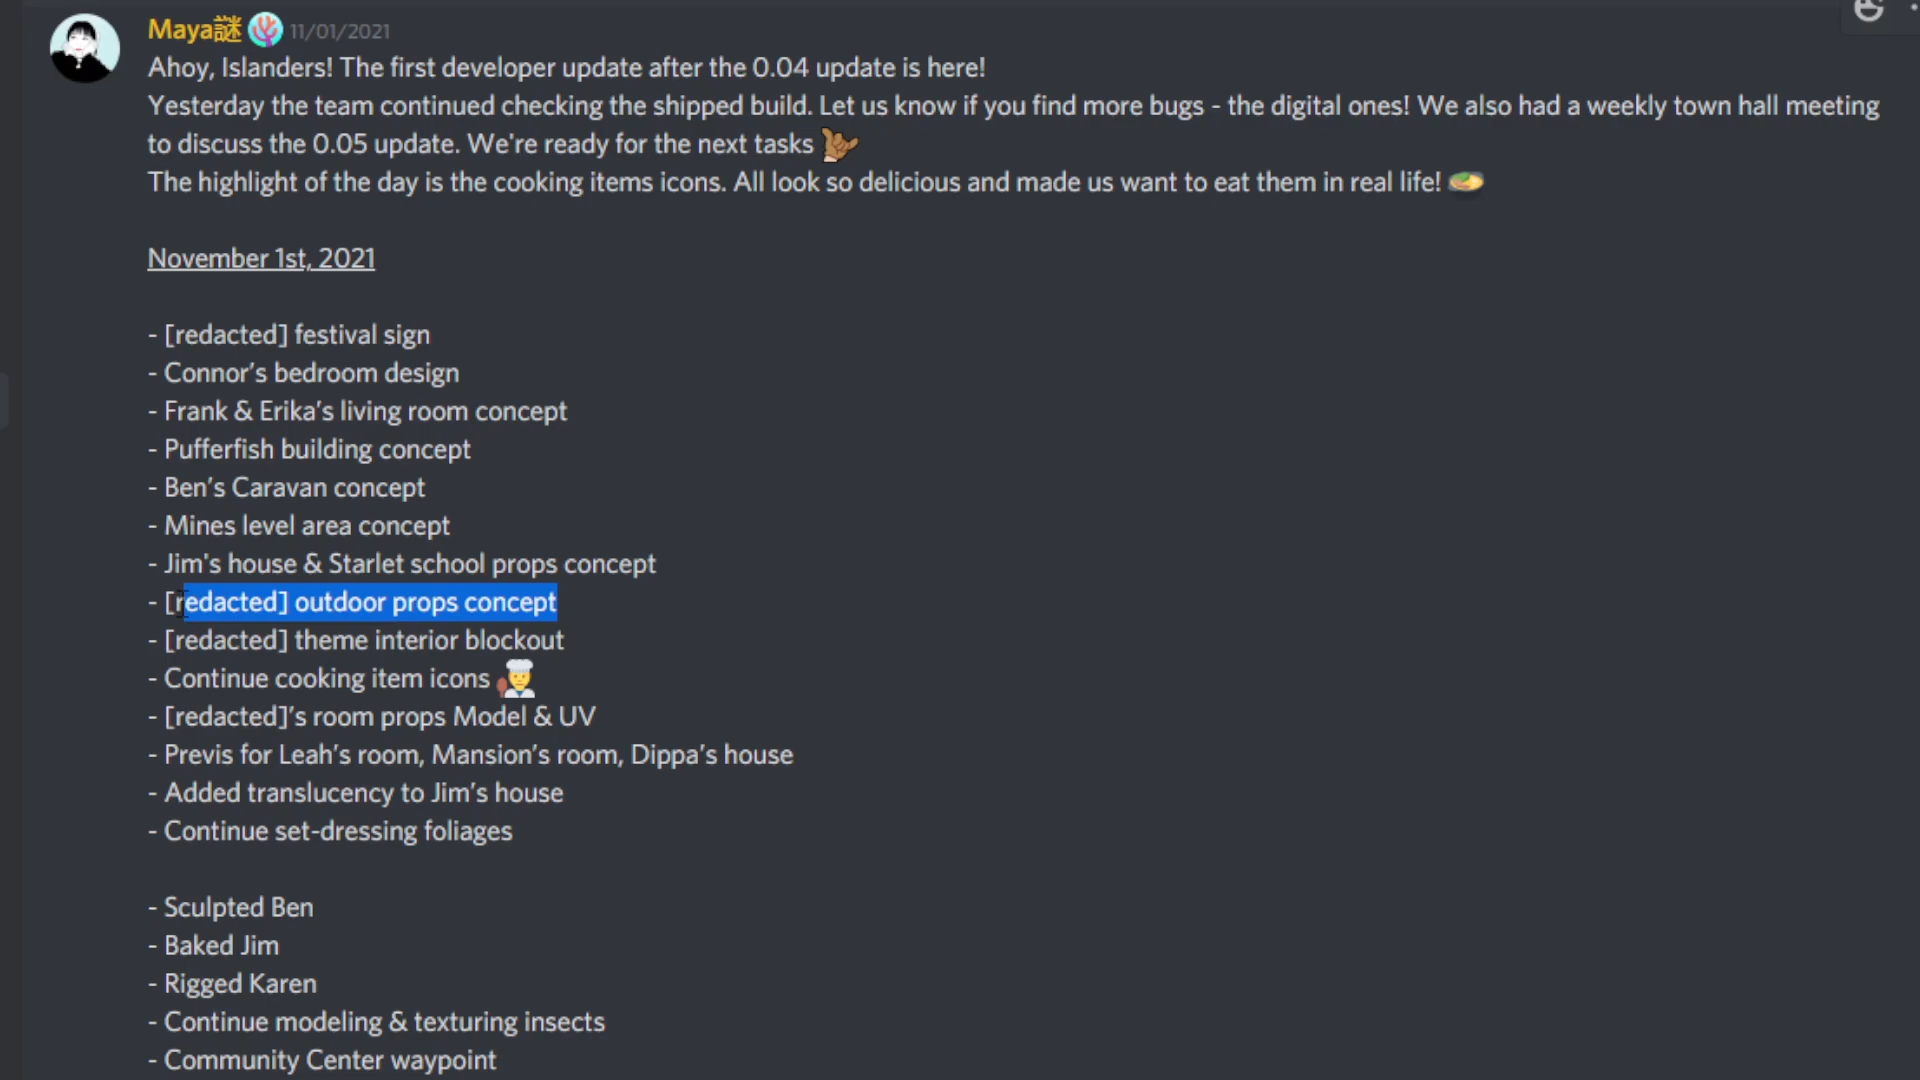 Maya謎 11/01/2021
Ahoy, Islanders! The first developer update after the 0.04 update is here!
Yesterday the team continued checking the shipped build. Let us know if you find more bugs - the digital ones! We also had a weekly town hall meeting
to discuss the 0.05 update. We're ready for the next tasks
The highlight of the day is the cooking items icons. All look so delicious and made us want to eat them in real life!
November 1st, 2021
- [redacted] festival sign
- Connor’s bedroom design
- Frank & Erika’s living room concept
- Pufferfish building concept
- Ben’s Caravan concept
- Mines level area concept
- Jim's house & Starlet school props concept
- [redacted] outdoor props concept
- [redacted] theme interior blockout
- Continue cooking item icons
- [redacted]’s room props Model & UV
- Previs for Leah’s room, Mansion’s room, Dippa’s house
- Added translucency to Jim’s house
- Continue set-dressing foliages
- Sculpted Ben
- Baked Jim
- Rigged Karen
- Continue modeling & texturing insects
- Community Center waypoint